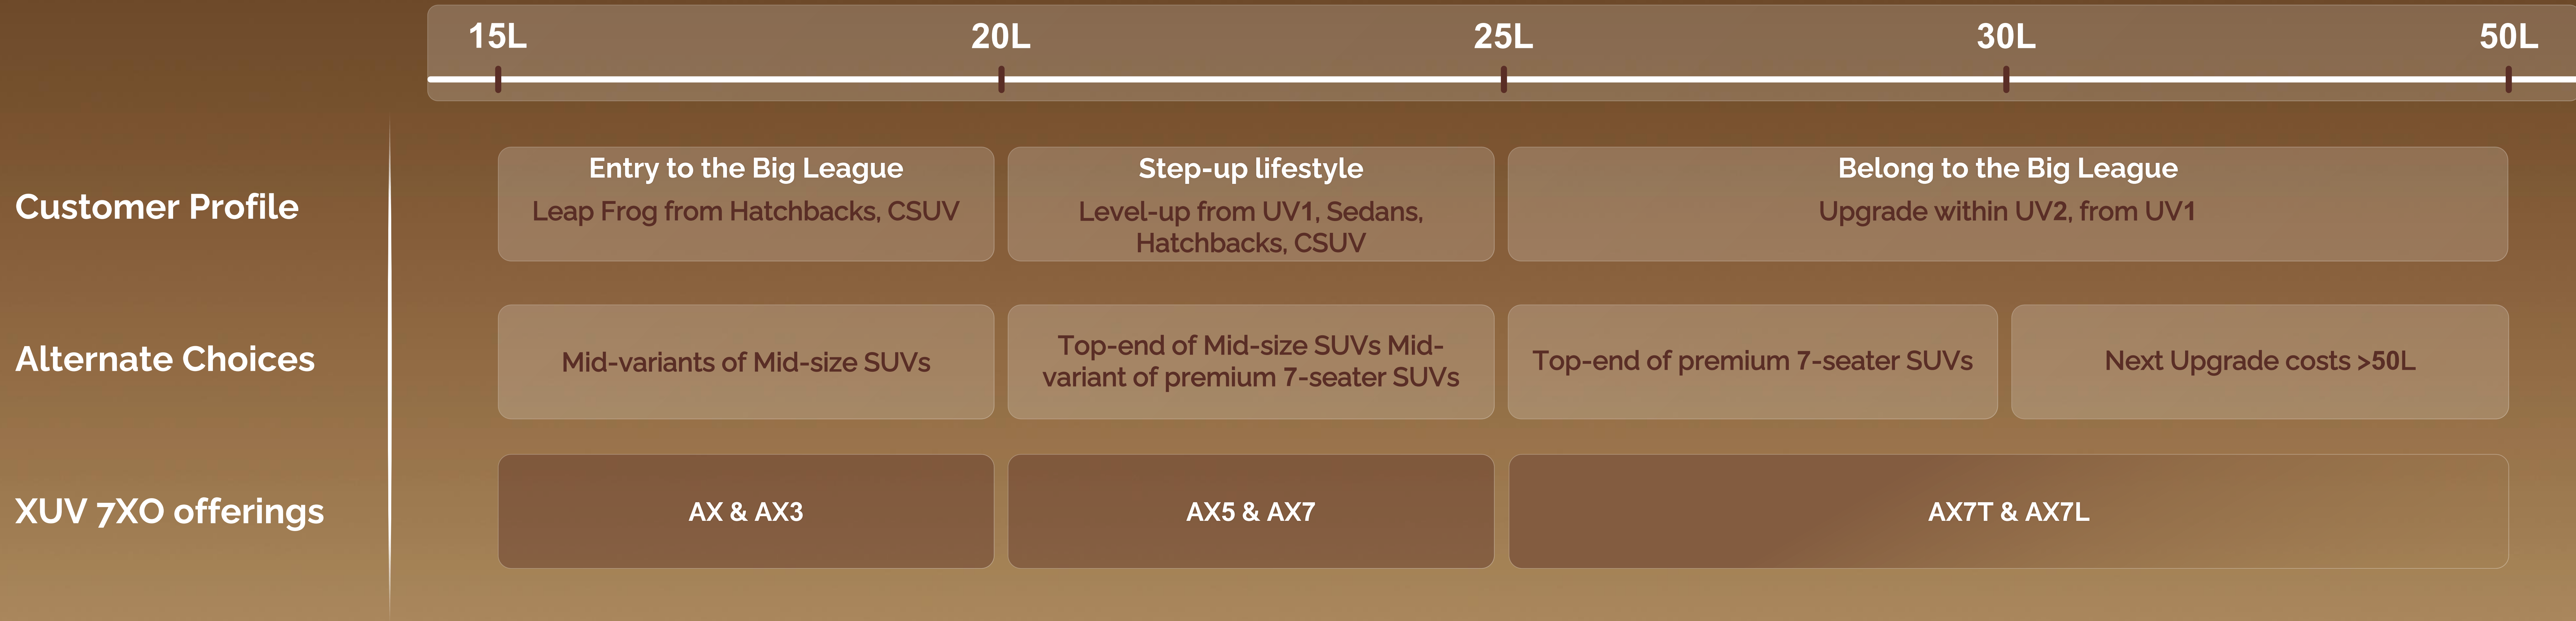 15L 20L 25L 30L 50L
Customer Profile
Entry to the Big League
Leap Frog from Hatchbacks, CSUV
Step-up lifestyle
Level-up from UV1, Sedans,
Hatchbacks, CSUV
Belong to the Big League
Upgrade within UV2, from UV1
Alternate Choices
Mid-variants of Mid-size SUVs
Top-end of Mid-size SUVs Mid-
variant of premium 7-seater SUVs
Top-end of premium 7-seater SUVs
Next Upgrade costs >50L
XUV 7XO offerings
AX & AX3
AX5 & AX7
AX7T & AX7L